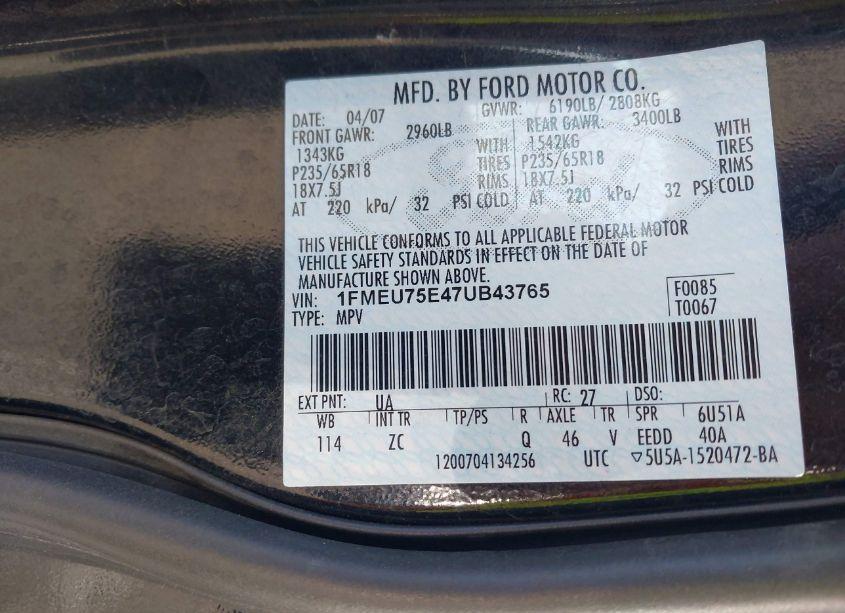 MFD. BY FORD MOTOR CO.
DATE: 04/07 GVWR: 6190LB/ 2808KG
FRONT GAWR: 2960LB REAR GAWR: 3400LB
1343KG WITH 1542KG WITH
P235/65R18 TIRES P235/65R18 TIRES
18X7.5J RIMS 18X7.5J RIMS
AT 220 kPa/ 32 PSI COLD AT 220 kPa/ 32 PSI COLD
THIS VEHICLE CONFORMS TO ALL APPLICABLE FEDERAL MOTOR
VEHICLE SAFETY STANDARDS IN EFFECT ON THE DATE OF
MANUFACTURE SHOWN ABOVE.
VIN: 1FMEU75E47UB43765 F0085
TYPE: MPV T0067
EXT PNT: UA RC: 27 DSO:
WB INT TR TP/PS R AXLE TR SPR 6U51A
114 ZC Q 46 V EEDD 40A
1200704134256 UTC ▽5U5A-1520472-BA